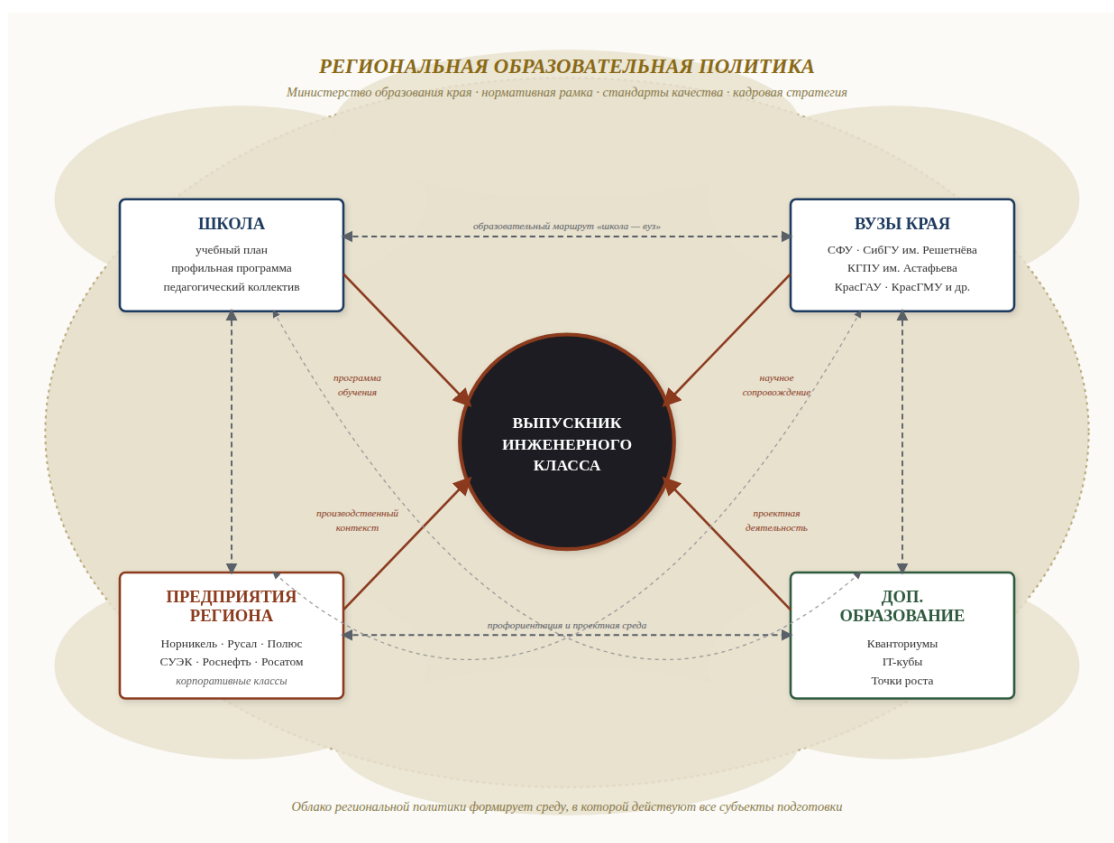 РЕГИОНАЛЬНАЯ ОБРАЗОВАТЕЛЬНАЯ ПОЛИТИКА
Министерство образования края · нормативная рамка · стандарты качества · кадровая стратегия
ШКОЛА
учебный план
профильная программа
педагогический коллектив
образовательный маршрут «школа — вуз»
ВУЗЫ КРАЯ
СФУ · СибГУ им. Решетнёва
КГПУ им. Астафьева
КрасГАУ · КрасГМУ и др.
программа
обучения
научное
сопровождение
ВЫПУСКНИК
ИНЖЕНЕРНОГО
КЛАССА
производственный
контекст
проектная
деятельность
ПРЕДПРИЯТИЯ
РЕГИОНА
Норникель · Русал · Полюс
СУЭК · Роснефть · Росатом
корпоративные классы
профориентация и проектная среда
ДОП.
ОБРАЗОВАНИЕ
Кванториумы
IT-кубы
Точки роста
Облако региональной политики формирует среду, в которой действуют все субъекты подготовки